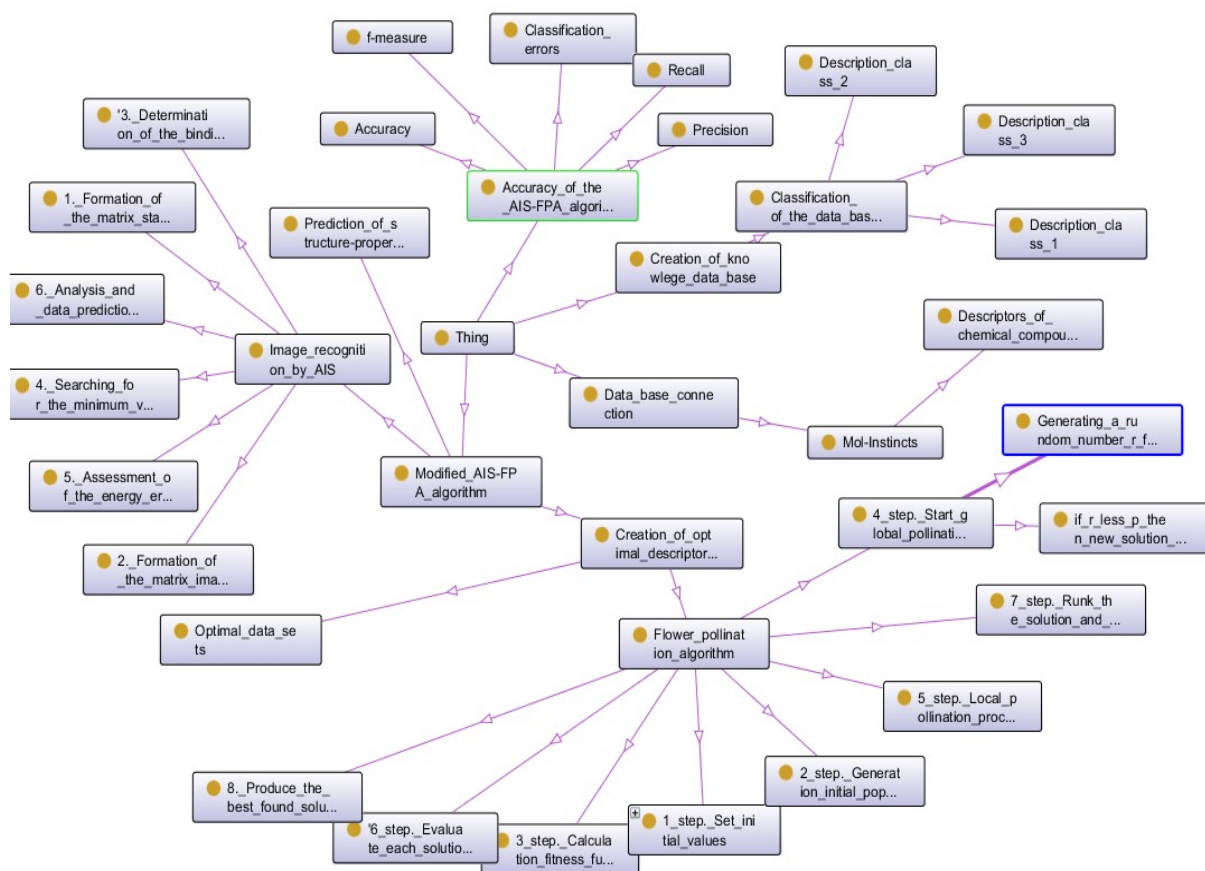 f-measure
Classification_
errors
Recall
Description_cla
ss_2
'3._Determinati
on_of_the_bindi...
Accuracy
Precision
Description_cla
ss_3
1._Formation_of
_the_matrix_sta...
Accuracy_of_the
_AIS-FPA_algori...
Classification_
_of_the_data_bas...
Prediction_of_s
tructure-proper...
Description_cla
ss_1
Creation_of_kno
wlege_data_base
6._Analysis_and
_data_predictio...
Descriptors_of_
chemical_compou...
Thing
Image_recogniti
on_by_AIS
4._Searching_fo
r_the_minimum_v...
Data_base_conne
ction
Generating_a_ru
ndom_number_r_f...
Mol-Instincts
5._Assessment_o
f_the_energy_er...
Modified_AIS-FP
A_algorithm
4_step._Start_g
lobal_pollinati...
if_r_less_p_the
n_new_solution_...
Creation_of_opt
imal_descriptor...
2._Formation_of
_the_matrix_ima...
7_step._Runk_th
e_solution_and_...
Optimal_data_se
ts
Flower_pollinat
ion_algorithm
5_step._Local_p
ollination_proc...
2_step._Generat
ion_initial_pop...
8._Produce_the_
best_found_solu...
1_step._Set_ini
tial_values
'6_step._Evalua
te_each_solutio...
3_step._Calcula
tion_fitness_fu...